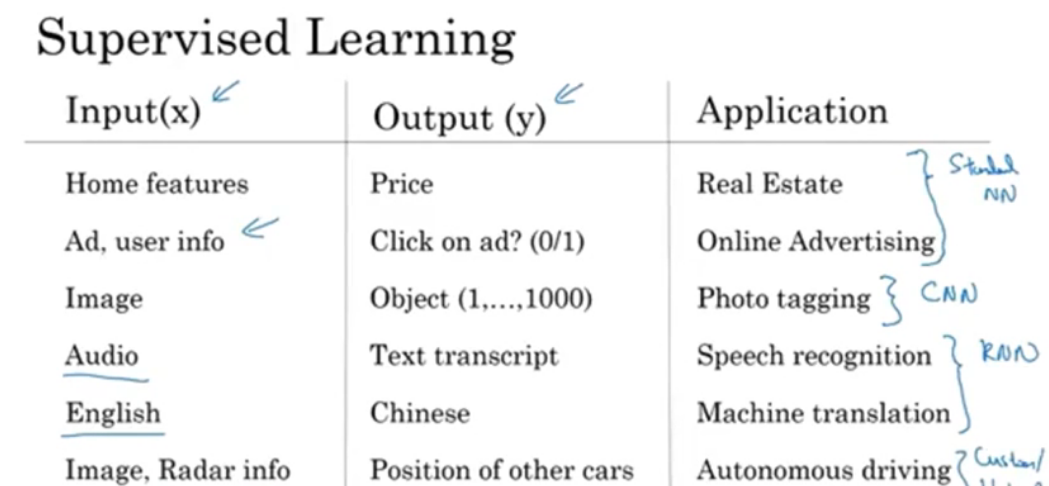 Supervised Learning
Input(x) Output (y) Application
Home features Price Real Estate
Standard NN
Ad, user info Click on ad? (0/1) Online Advertising
Image Object (1,...,1000) Photo tagging CNN
Audio Text transcript Speech recognition RNN
English Chinese Machine translation
Image, Radar info Position of other cars Autonomous driving Custom/